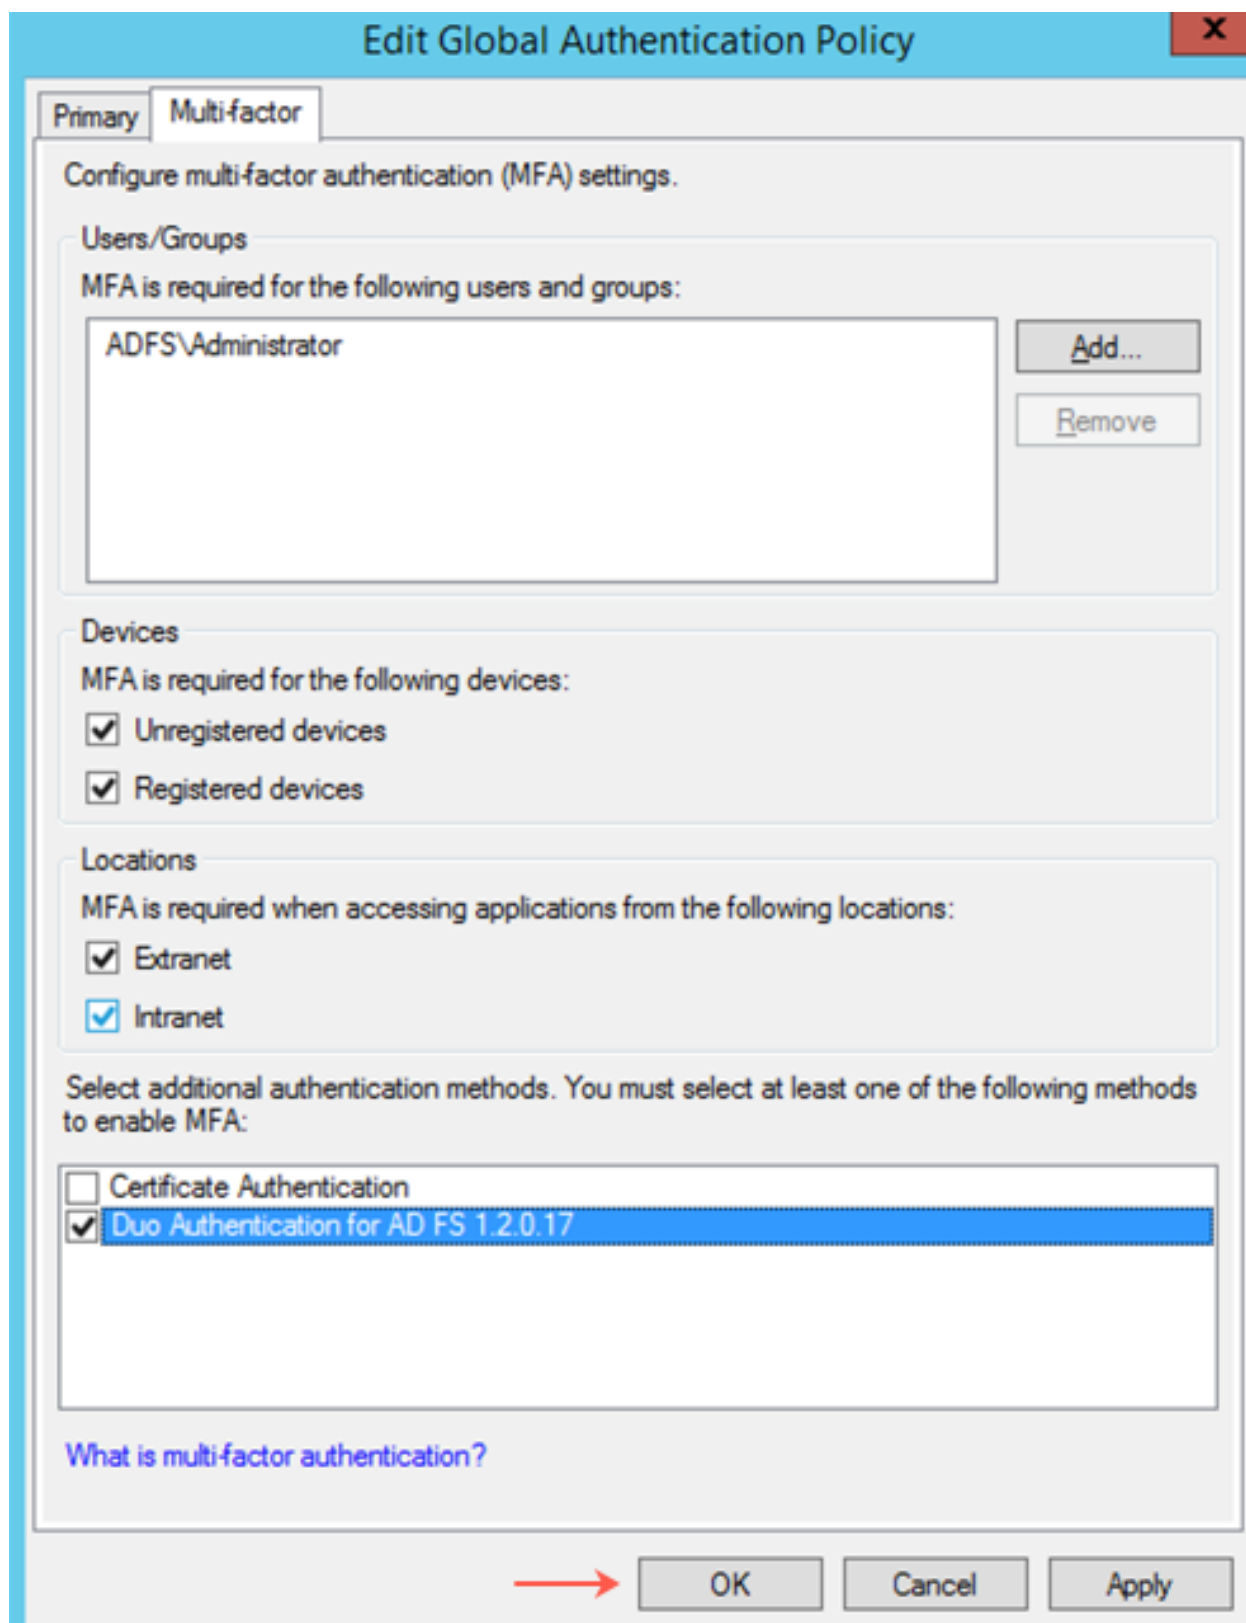 Edit Global Authentication Policy
x
Primary
Multi-factor
Configure multi-factor authentication (MFA) settings.
Users/Groups
MFA is required for the following users and groups:
ADFS\Administrator
Add...
Remove
Devices
MFA is required for the following devices:
Unregistered devices
Registered devices
Locations
MFA is required when accessing applications from the following locations:
Extranet
Intranet
Select additional authentication methods. You must select at least one of the following methods
to enable MFA:
Certificate Authentication
Duo Authentication for AD FS 1.2.0.17
What is multi-factor authentication?
OK
Cancel
Apply